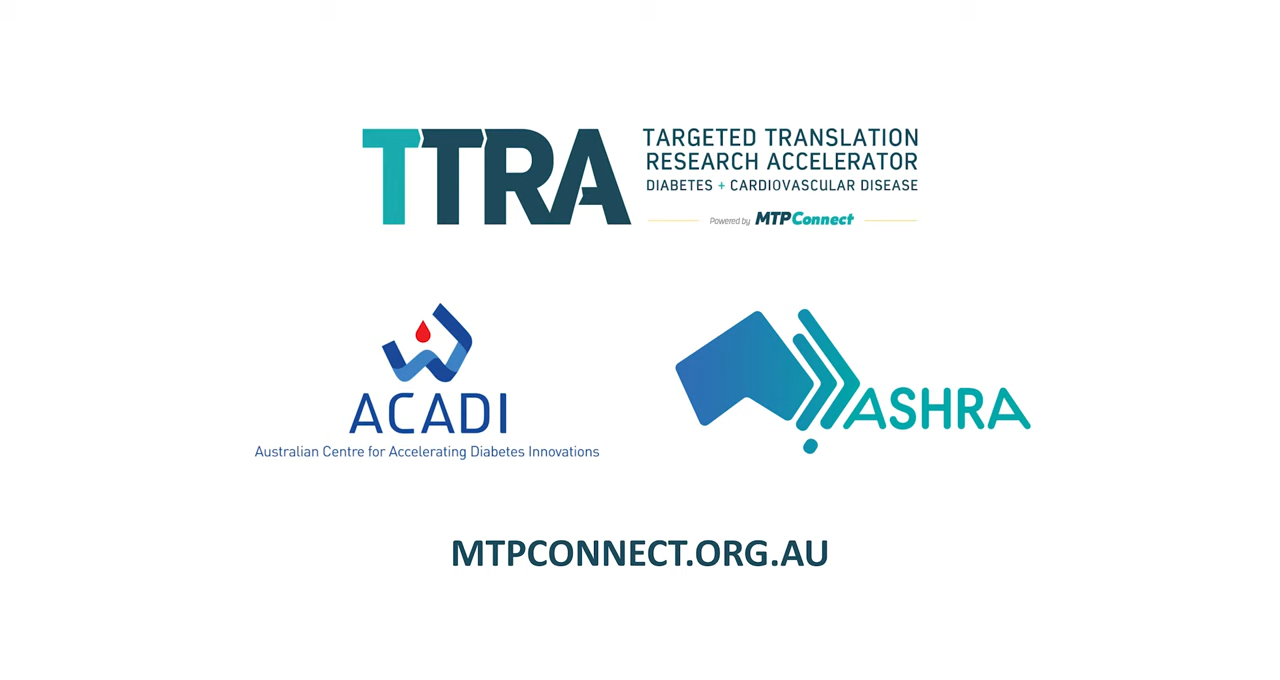 TTRA
TARGETED TRANSLATION
RESEARCH ACCELERATOR
DIABETES + CARDIOVASCULAR DISEASE
Powered by MTPConnect
ACADI
Australian Centre for Accelerating Diabetes Innovations
ASHRA
MTPCONNECT.ORG.AU